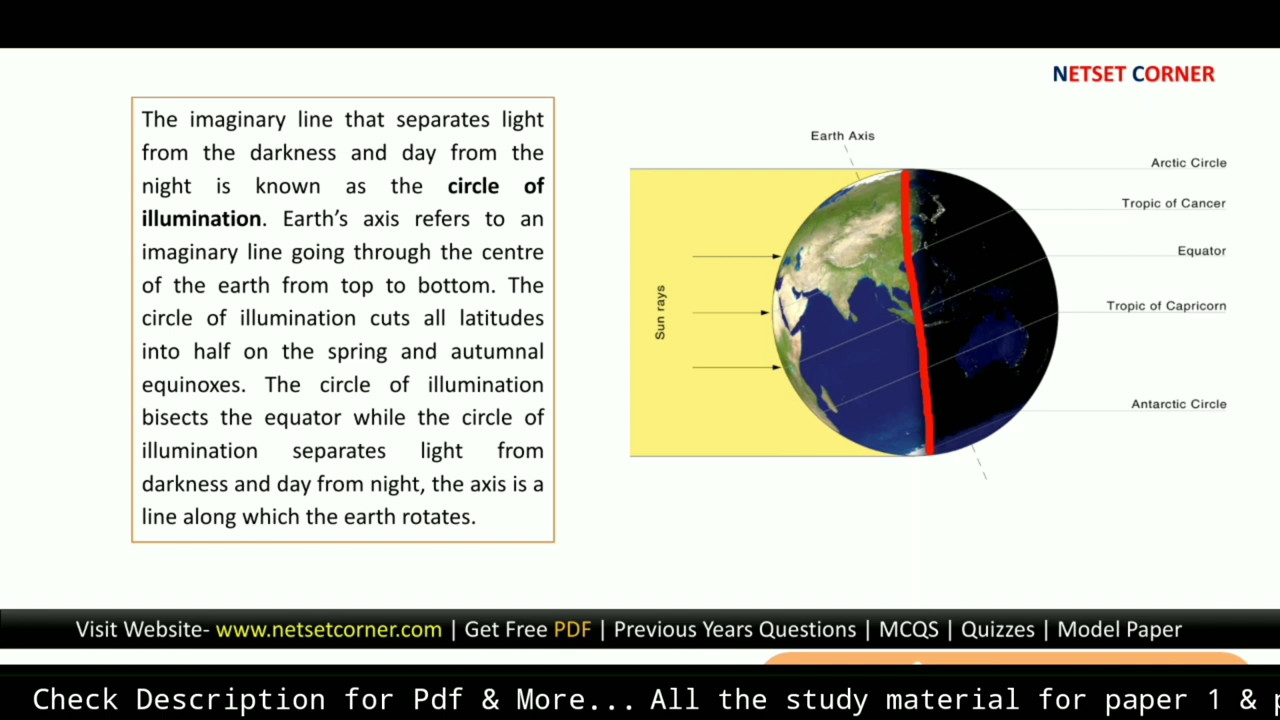 NETSET CORNER
The imaginary line that separates light
from the darkness and day from the
night is known as the circle of
illumination. Earth’s axis refers to an
imaginary line going through the centre
of the earth from top to bottom. The
circle of illumination cuts all latitudes
into half on the spring and autumnal
equinoxes. The circle of illumination
bisects the equator while the circle of
illumination separates light from
darkness and day from night, the axis is a
line along which the earth rotates.
Earth Axis
Arctic Circle
Tropic of Cancer
Equator
Tropic of Capricorn
Antarctic Circle
Sun rays
Visit Website- www.netsetcorner.com | Get Free PDF | Previous Years Questions | MCQS | Quizzes | Model Paper
Check Description for Pdf & More... All the study material for paper 1 &